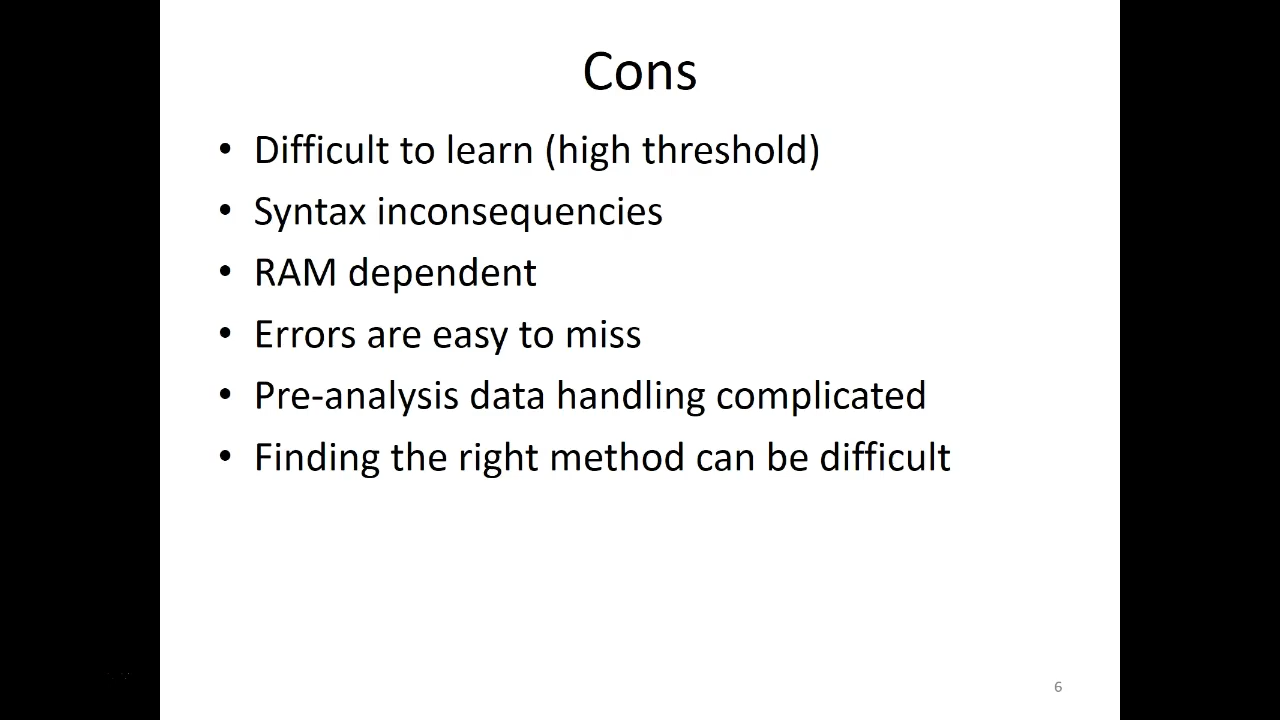 Cons
• Difficult to learn (high threshold)
• Syntax inconsequencies
• RAM dependent
• Errors are easy to miss
• Pre-analysis data handling complicated
• Finding the right method can be difficult
6